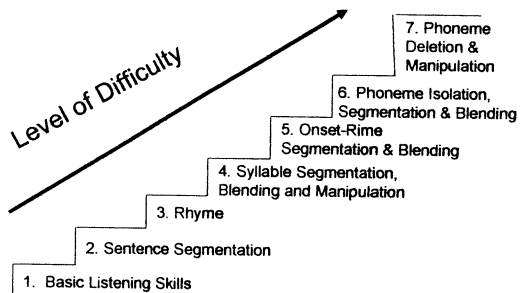 Level of Difficulty
7. Phoneme
Deletion &
Manipulation
6. Phoneme Isolation,
Segmentation & Blending
5. Onset-Rime
Segmentation & Blending
4. Syllable Segmentation,
Blending and Manipulation
3. Rhyme
2. Sentence Segmentation
1. Basic Listening Skills